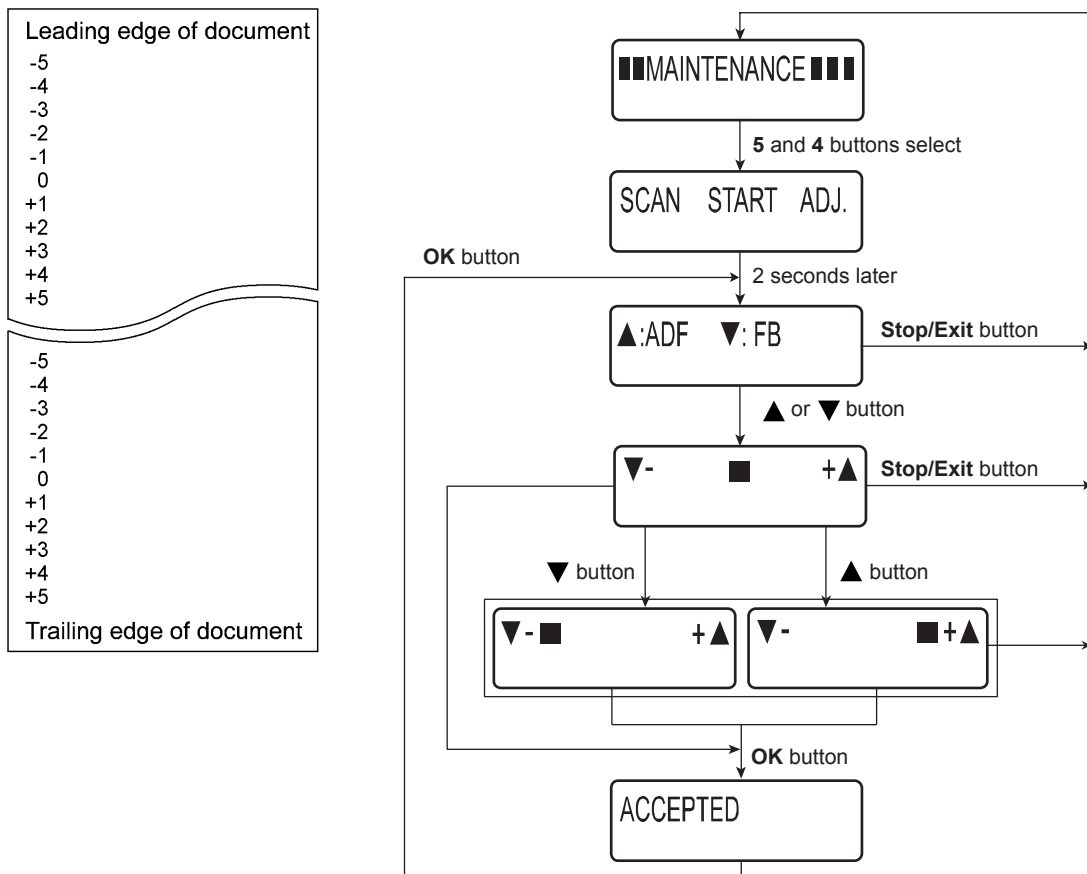 Leading edge of document
-5
-4
-3
-2
-1
0
+1
+2
+3
+4
+5
-5
-4
-3
-2
-1
0
+1
+2
+3
+4
+5
Trailing edge of document
■■MAINTENANCE■■■
5 and 4 buttons select
SCAN START ADJ.
OK button
2 seconds later
▲:ADF ▼: FB
Stop/Exit button
▲ or ▼ button
▼- ■ +▲
Stop/Exit button
▼ button
▲ button
▼-■ +▲
▼- ■+▲
OK button
ACCEPTED